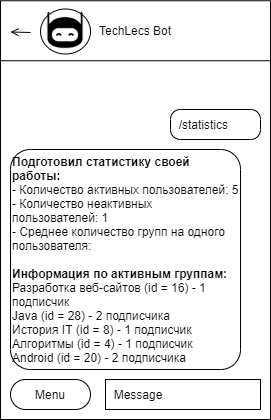 TechLecs Bot
/statistics
Подготовил статистику своей
работы:
- Количество активных пользователей: 5
- Количество неактивных
пользователей: 1
- Среднее количество групп на одного
пользователя:
Информация по активным группам:
Разработка веб-сайтов (id = 16) - 1
подписчик
Java (id = 28) - 2 подписчика
История IT (id = 8) - 1 подписчик
Алгоритмы (id = 4) - 1 подписчик
Android (id = 20) - 2 подписчика
Menu
Message